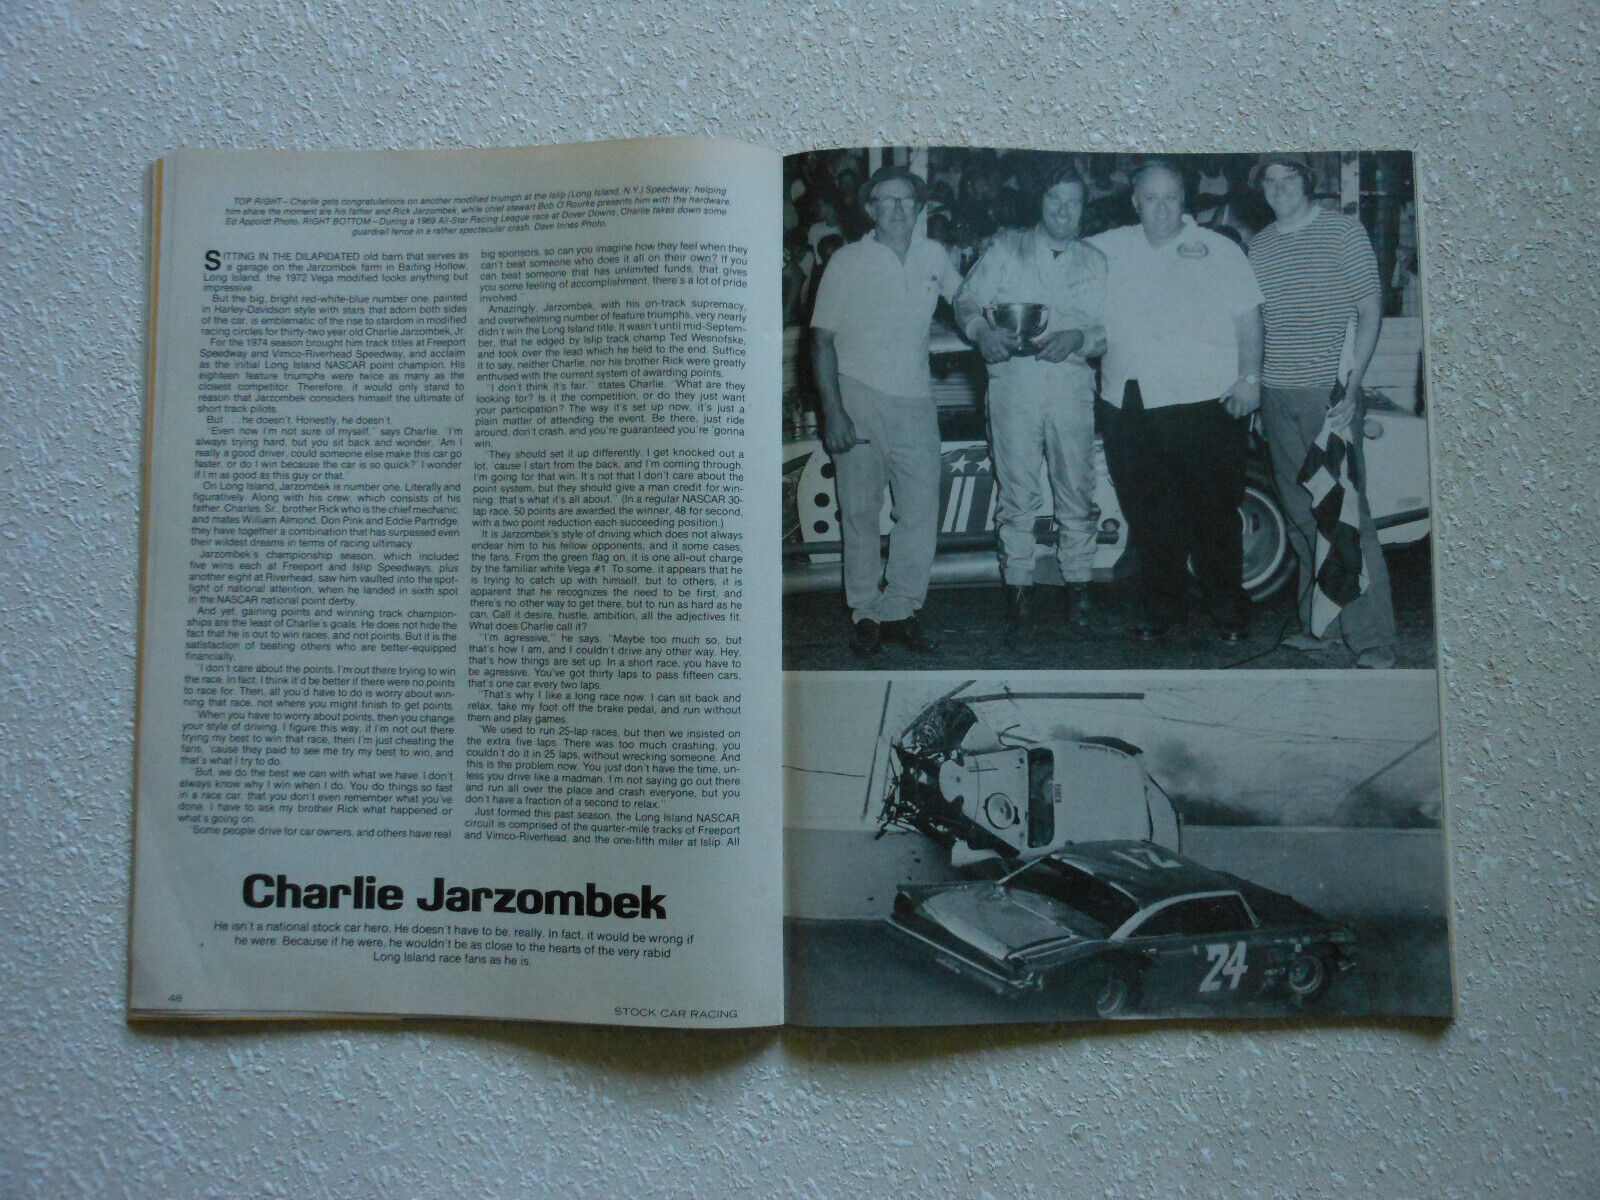 TOP RIGHT—Charlie gets congratulations on another modified triumph at the Islip (Long Island, N.Y.) Speedway; helping
him share the moment are his father and Rick Jarzombek, while chief stewart Bob O'Rourke presents him with the hardware.
Ed Appoldt Photo. RIGHT BOTTOM—During a 1969 All-Star Racing League race at Dover Downs, Charlie takes down some
guardrail fence in a rather spectacular crash. Dave Innes Photo.
SITTING IN THE DILAPIDATED old barn that serves as
a garage on the Jarzombek farm in Baiting Hollow,
Long Island, the 1972 Vega modified looks anything but
impressive.
But the big, bright red-white-blue number one, painted
in Harley-Davidson style with stars that adorn both sides
of the car, is emblematic of the rise to stardom in modified
racing circles for thirty-two year old Charlie Jarzombek, Jr.
For the 1974 season brought him track titles at Freeport
Speedway and Vimco-Riverhead Speedway, and acclaim
as the initial Long Island NASCAR point champion. His
eighteen feature triumphs were twice as many as the
closest competitor. Therefore, it would only stand to
reason that Jarzombek considers himself the ultimate of
short track pilots.
But . . . he doesn't. Honestly, he doesn't.
"Even now I'm not sure of myself," says Charlie, "I'm
always trying hard, but you sit back and wonder, 'Am I
really a good driver, could someone else make this car go
faster, or do I win because the car is so quick?' I wonder
if I'm as good as this guy or that."
On Long Island, Jarzombek is number one. Literally and
figuratively. Along with his crew, which consists of his
father, Charles, Sr., brother Rick who is the chief mechanic,
and mates William Almond, Don Pink and Eddie Partridge,
they have together a combination that has surpassed even
their wildest dreams in terms of racing ultimacy.
Jarzombek's championship season, which included
five wins each at Freeport and Islip Speedways, plus
another eight at Riverhead, saw him vaulted into the spot-
light of national attention, when he landed in sixth spot
in the NASCAR national point derby.
And yet, gaining points and winning track champion-
ships are the least of Charlie's goals. He does not hide the
fact that he is out to win races, and not points. But it is the
satisfaction of beating others who are better-equipped
financially.
"I don't care about the points. I'm out there trying to win
the race. In fact, I think it'd be better if there were no points
to race for. Then, all you'd have to do is worry about win-
ning that race, not where you might finish to get points.
"When you have to worry about points, then you change
your style of driving. I figure this way, if I'm not out there
trying my best to win that race, then I'm just cheating the
fans, 'cause they paid to see me try my best to win, and
that's what I try to do.
"But, we do the best we can with what we have. I don't
always know why I win when I do. You do things so fast
in a race car, that you don't even remember what you've
done. I have to ask my brother Rick what happened or
what's going on.
"Some people drive for car owners, and others have real
big sponsors, so can you imagine how they feel when they
can't beat someone who does it all on their own? If you
can beat someone that has unlimited funds, that gives
you some feeling of accomplishment, there's a lot of pride
involved."
Amazingly, Jarzombek, with his on-track supremacy,
and overwhelming number of feature triumphs, very nearly
didn't win the Long Island title. It wasn't until mid-Septem-
ber, that he edged by Islip track champ Ted Wesnofske,
and took over the lead which he held to the end. Suffice
it to say, neither Charlie, nor his brother Rick were greatly
enthused with the current system of awarding points.
"I don't think it's fair," states Charlie. "What are they
looking for? Is it the competition, or do they just want
your participation? The way it's set up now, it's just a
plain matter of attending the event. Be there, just ride
around, don't crash, and you're guaranteed you're 'gonna
win.
"They should set it up differently. I get knocked out a
lot, 'cause I start from the back, and I'm coming through.
I'm going for that win. It's not that I don't care about the
point system, but they should give a man credit for win-
ning, that's what it's all about." (In a regular NASCAR 30-
lap race, 50 points are awarded the winner, 48 for second,
with a two point reduction each succeeding position.)
It is Jarzombek's style of driving which does not always
endear him to his fellow opponents, and it some cases,
the fans. From the green flag on, it is one all-out charge
by the familiar white Vega #1. To some, it appears that he
is trying to catch up with himself, but to others, it is
apparent that he recognizes the need to be first, and
there's no other way to get there, but to run as hard as he
can. Call it desire, hustle, ambition, all the adjectives fit.
What does Charlie call it?
"I'm agressive," he says. "Maybe too much so, but
that's how I am, and I couldn't drive any other way. Hey,
that's how things are set up. In a short race, you have to
be agressive. You've got thirty laps to pass fifteen cars,
that's one car every two laps.
"That's why I like a long race now. I can sit back and
relax, take my foot off the brake pedal, and run without
them and play games.
"We used to run 25-lap races, but then we insisted on
the extra five laps. There was too much crashing, you
couldn't do it in 25 laps, without wrecking someone. And
this is the problem now. You just don't have the time, un-
less you drive like a madman. I'm not saying go out there
and run all over the place and crash everyone, but you
don't have a fraction of a second to relax."
Just formed this past season, the Long Island NASCAR
circuit is comprised of the quarter-mile tracks of Freeport
and Vimco-Riverhead, and the one-fifth miler at Islip. All
Charlie Jarzombek
He isn't a national stock car hero. He doesn't have to be, really. In fact, it would be wrong if
he were. Because if he were, he wouldn't be as close to the hearts of the very rabid
Long Island race fans as he is.
48
STOCK CAR RACING
24
24